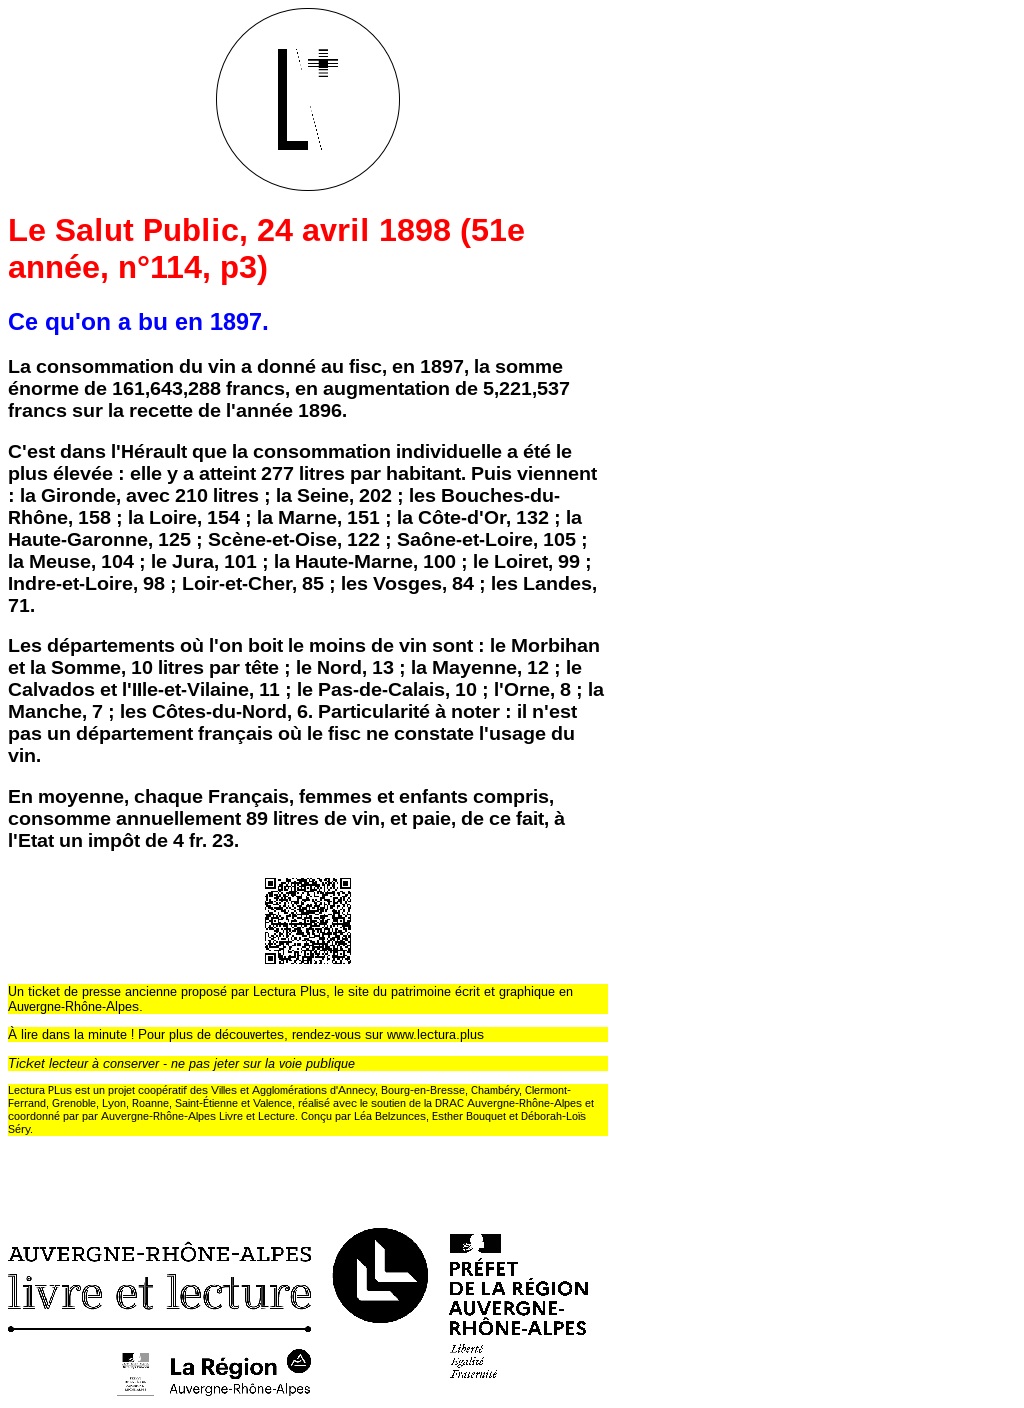 L+
Le Salut Public, 24 avril 1898 (51e
année, n°114, p3)
Ce qu'on a bu en 1897.
La consommation du vin a donné au fisc, en 1897, la somme
énorme de 161,643,288 francs, en augmentation de 5,221,537
francs sur la recette de l'année 1896.
C'est dans l'Hérault que la consommation individuelle a été le
plus élevée : elle y a atteint 277 litres par habitant. Puis viennent
: la Gironde, avec 210 litres ; la Seine, 202 ; les Bouches-du-
Rhône, 158 ; la Loire, 154 ; la Marne, 151 ; la Côte-d'Or, 132 ; la
Haute-Garonne, 125 ; Scène-et-Oise, 122 ; Saône-et-Loire, 105 ;
la Meuse, 104 ; le Jura, 101 ; la Haute-Marne, 100 ; le Loiret, 99 ;
Indre-et-Loire, 98 ; Loir-et-Cher, 85 ; les Vosges, 84 ; les Landes,
71.
Les départements où l'on boit le moins de vin sont : le Morbihan
et la Somme, 10 litres par tête ; le Nord, 13 ; la Mayenne, 12 ; le
Calvados et l'Ille-et-Vilaine, 11 ; le Pas-de-Calais, 10 ; l'Orne, 8 ; la
Manche, 7 ; les Côtes-du-Nord, 6. Particularité à noter : il n'est
pas un département français où le fisc ne constate l'usage du
vin.
En moyenne, chaque Français, femmes et enfants compris,
consomme annuellement 89 litres de vin, et paie, de ce fait, à
l'Etat un impôt de 4 fr. 23.
Un ticket de presse ancienne proposé par Lectura Plus, le site du patrimoine écrit et graphique en
Auvergne-Rhône-Alpes.
À lire dans la minute ! Pour plus de découvertes, rendez-vous sur www.lectura.plus
Ticket lecteur à conserver - ne pas jeter sur la voie publique
Lectura PLus est un projet coopératif des Villes et Agglomérations d'Annecy, Bourg-en-Bresse, Chambéry, Clermont-
Ferrand, Grenoble, Lyon, Roanne, Saint-Étienne et Valence, réalisé avec le soutien de la DRAC Auvergne-Rhône-Alpes et
coordonné par par Auvergne-Rhône-Alpes Livre et Lecture. Conçu par Léa Belzunces, Esther Bouquet et Déborah-Loïs
Séry.
AUVERGNE-RHÔNE-ALPES
livre et lecture
La Région
Auvergne-Rhône-Alpes
PRÉFET
DE LA RÉGION
AUVERGNE-
RHÔNE-ALPES
Liberté
Égalité
Fraternité